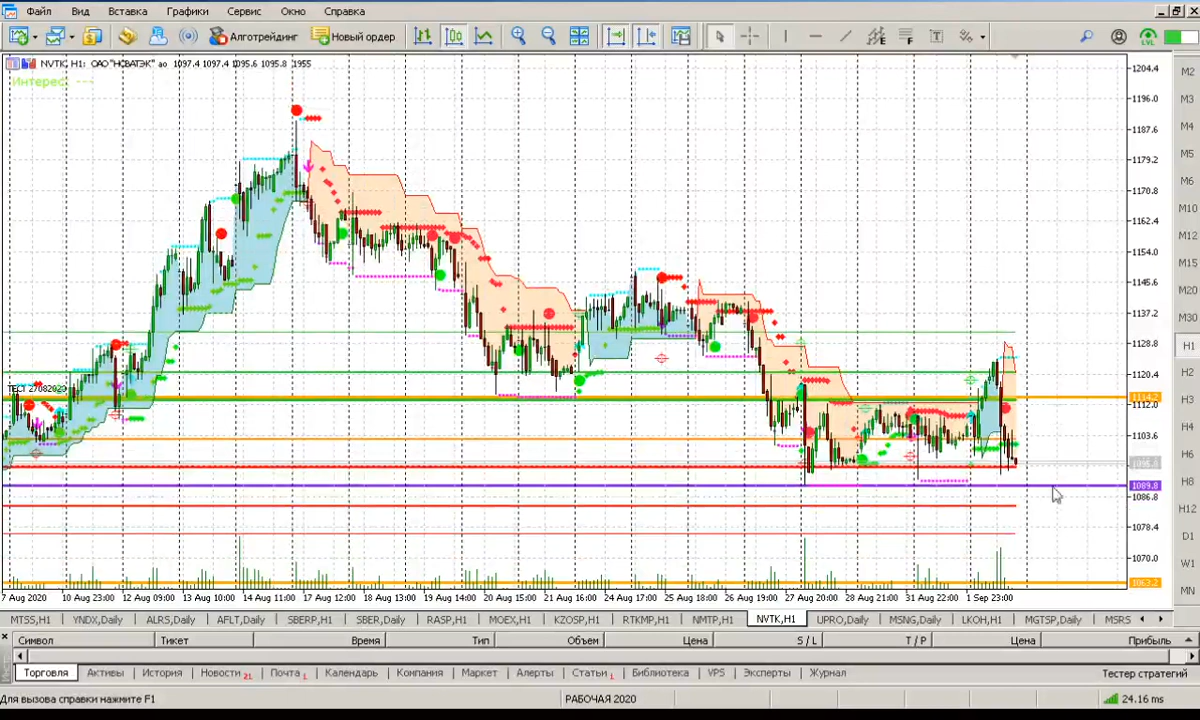 Файл Вид Вставка Графики Сервис Окно Справка
Алготрейдинг Новый ордер LVL
NVTK, H1: ОАО "НОВАТЭК" ао 1097.4 1097.4 1095.6 1095.8 1955
Интерес: ---
1204.4
1196.0
1187.6
1179.2
1170.8
1162.4
1154.0
1145.6
1137.2
1128.8
1120.4
1114.2
1112.0
1103.6
1095.8
1089.8
1086.8
1078.4
1070.0
1063.2
ТЕСТ 27082020
M2
M3
M4
M5
M6
M10
M12
M15
M20
M30
H1
H2
H3
H4
H6
H8
H12
D1
W1
MN
7 Aug 2020 10 Aug 23:00 12 Aug 09:00 13 Aug 10:00 14 Aug 11:00 17 Aug 12:00 18 Aug 13:00 19 Aug 14:00 20 Aug 15:00 21 Aug 16:00 24 Aug 17:00 25 Aug 18:00 26 Aug 19:00 27 Aug 20:00 28 Aug 21:00 31 Aug 22:00 1 Sep 23:00
MTSS,H1 YNDX,Daily ALRS,Daily AFLT,Daily SBERP,H1 SBER,Daily RASP,H1 MOEX,H1 KZOSP,H1 RTKMP,H1 NMTP,H1 NVTK,H1 UPRO,Daily MSNG,Daily LKOH,H1 MGTSP,Daily MSRS
Символ Тикет Время Тип Объем Цена S / L T / P Цена Прибыль
Торговля Активы История Новости 21 Почта 1 Календарь Компания Маркет Алерты Статьи 1 Библиотека VPS Эксперты Журнал Тестер стратегий
Для вызова справки нажмите F1 РАБОЧАЯ 2020 24.16 ms